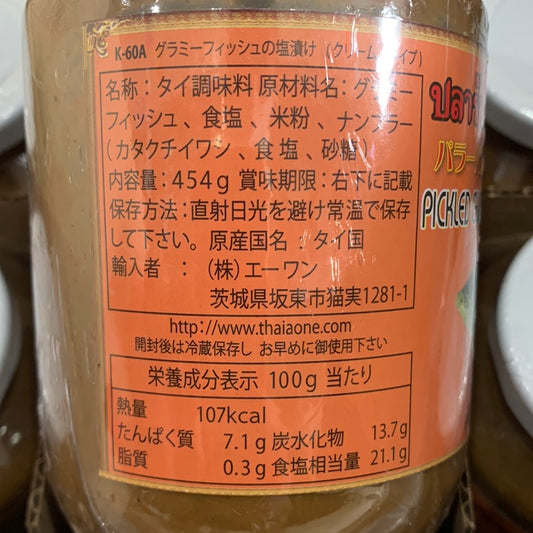 K-60A グラミーフィッシュの塩漬け (クリームタイプ)
名称：タイ調味料 原材料名：グラミー
フィッシュ、食塩、米粉、ナンプラー
(カタクチイワシ、食塩、砂糖)
内容量：454g 賞味期限：右下に記載
保存方法：直射日光を避け常温で保存
して下さい。原産国名：タイ国
輸入者　：　(株)エーワン
茨城県坂東市猫実1281-1
http://www.thaiaone.com
開封後は冷蔵保存し お早めに御使用下さい
栄養成分表示 100g 当たり
熱量 107kcal
たんぱく質 7.1g 炭水化物 13.7g
脂質 0.3g 食塩相当量 21.1g
パラー
PICKLED